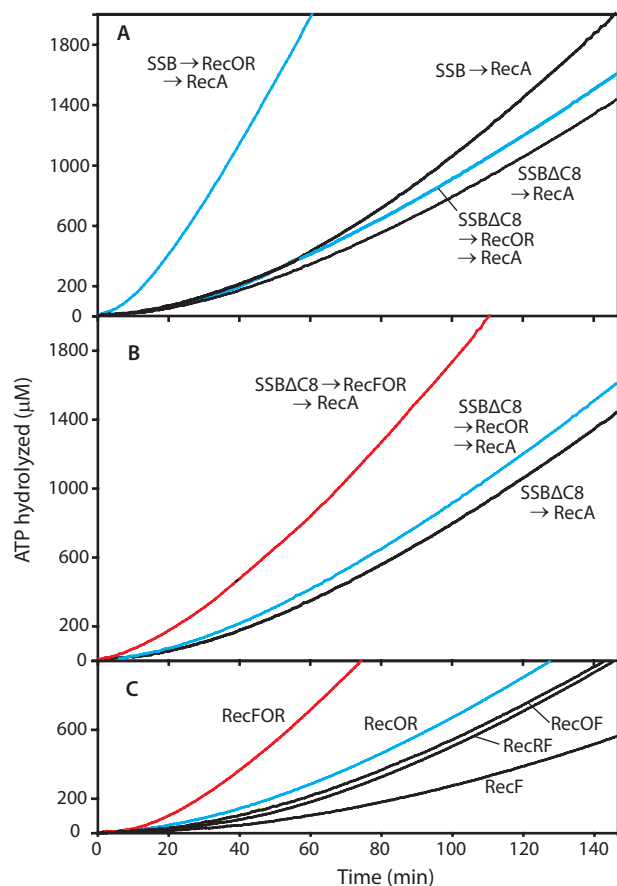 A
SSB → RecOR
→ RecA
SSB → RecA
SSBΔC8
→ RecA
SSBΔC8
→ RecOR
→ RecA
1800
1400
1000
600
200
0
B
SSBΔC8 → RecFOR
→ RecA
SSBΔC8
→ RecOR
→ RecA
SSBΔC8
→ RecA
1800
1400
1000
600
200
0
ATP hydrolyzed (μM)
C
RecFOR
RecOR
RecOF
RecRF
RecF
600
200
0
0 20 40 60 80 100 120 140
Time (min)